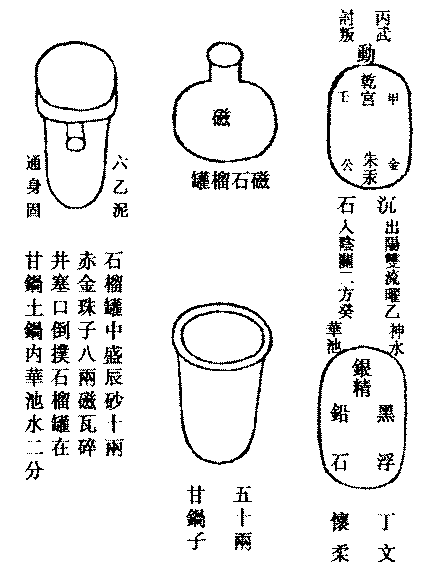 丙武
討叛
動
乾宮
甲
壬
朱汞
金
公
沉
石
出陽雙流曜乙
入陰關二方癸
神水
華池
銀精
黑
鉛
浮
石
丁文
懷柔
磁
磁石榴罐
五十兩
甘鍋子
六乙泥
通身固
石榴罐中盛辰砂十兩
赤金珠子八兩磁瓦碎
井塞口倒撲石榴罐在
甘鍋土鍋內華池水二分